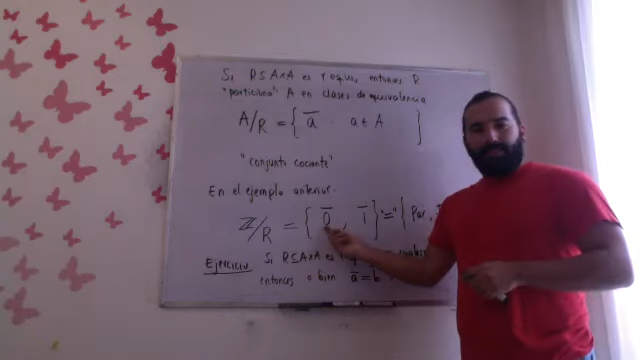 Si R ⊆ A×A es r equiv, entonces R
"particiona" A en clases de equivalencia
A/R = { a̅ : a ∈ A }
"conjunto cociente"
En el ejemplo anterior.
ℤ/R = { 0̅ , 1̅ } "=" { Par,
Ejercicio Si R ⊆ A×A es
entonces o bien a̅ = b̅